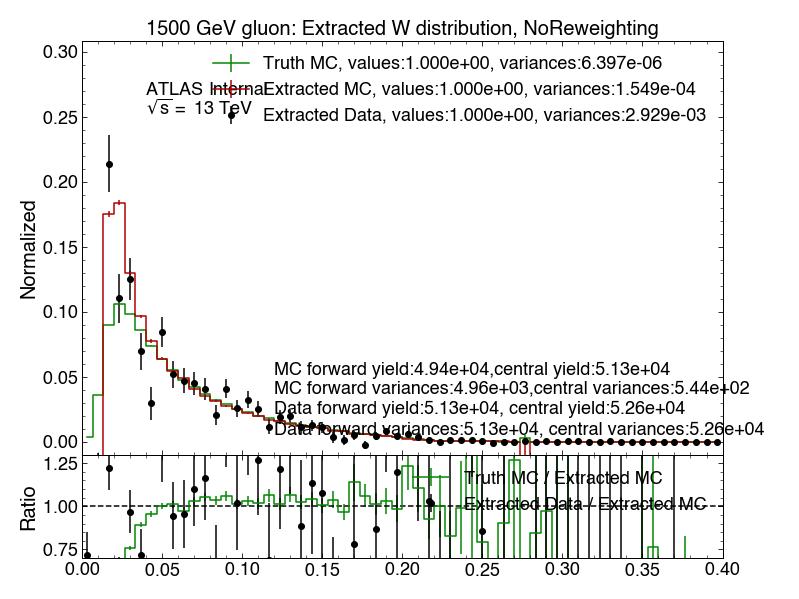 1500 GeV gluon: Extracted W distribution, NoReweighting
0.30
Truth MC, values:1.000e+00, variances:6.397e-06
ATLAS Internal
Extracted MC, values:1.000e+00, variances:1.549e-04
√s = 13 TeV
Extracted Data, values:1.000e+00, variances:2.929e-03
0.25
0.20
Normalized
0.15
0.10
MC forward yield:4.94e+04,central yield:5.13e+04
MC forward variances:4.96e+03,central variances:5.44e+02
0.05
Data forward yield:5.13e+04, central yield:5.26e+04
Data forward variances:5.13e+04, central variances:5.26e+04
0.00
1.25
Truth MC / Extracted MC
Ratio
1.00
Extracted Data / Extracted MC
0.75
0.00 0.05 0.10 0.15 0.20 0.25 0.30 0.35 0.40